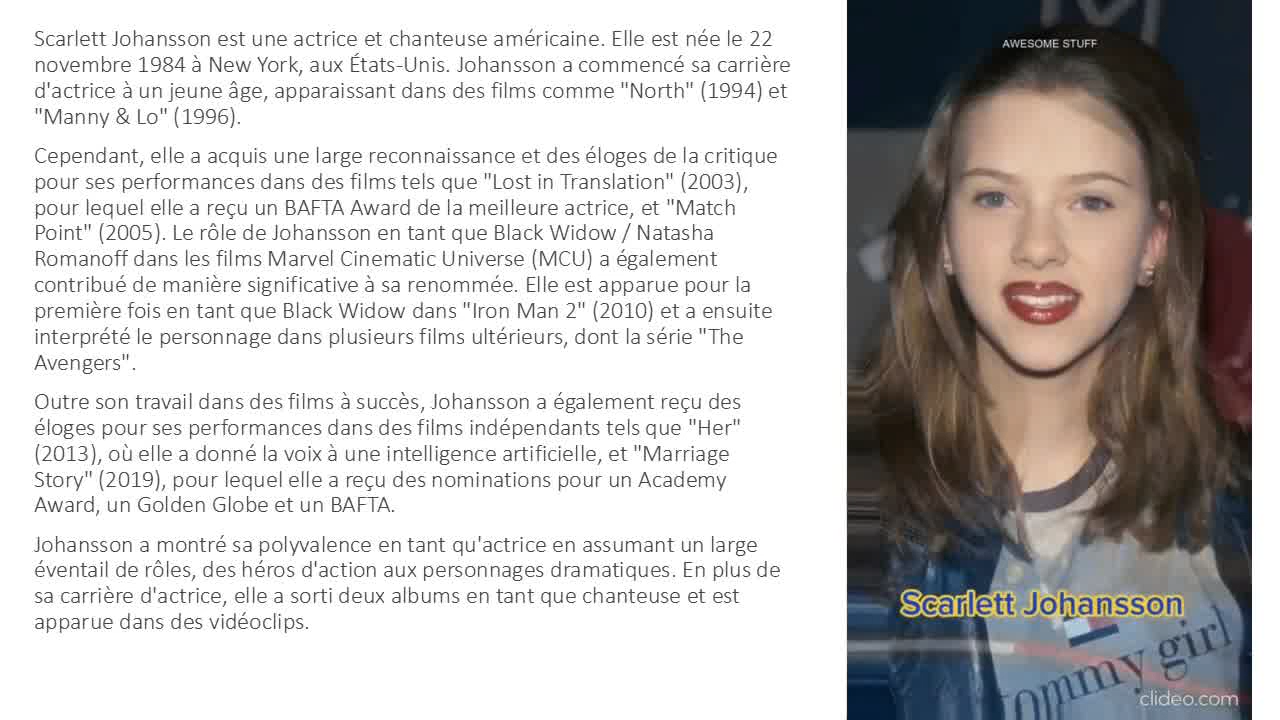 Scarlett Johansson est une actrice et chanteuse américaine. Elle est née le 22
novembre 1984 à New York, aux États-Unis. Johansson a commencé sa carrière
d'actrice à un jeune âge, apparaissant dans des films comme "North" (1994) et
"Manny & Lo" (1996).
Cependant, elle a acquis une large reconnaissance et des éloges de la critique
pour ses performances dans des films tels que "Lost in Translation" (2003),
pour lequel elle a reçu un BAFTA Award de la meilleure actrice, et "Match
Point" (2005). Le rôle de Johansson en tant que Black Widow / Natasha
Romanoff dans les films Marvel Cinematic Universe (MCU) a également
contribué de manière significative à sa renommée. Elle est apparue pour la
première fois en tant que Black Widow dans "Iron Man 2" (2010) et a ensuite
interprété le personnage dans plusieurs films ultérieurs, dont la série "The
Avengers".
Outre son travail dans des films à succès, Johansson a également reçu des
éloges pour ses performances dans des films indépendants tels que "Her"
(2013), où elle a donné la voix à une intelligence artificielle, et "Marriage
Story" (2019), pour lequel elle a reçu des nominations pour un Academy
Award, un Golden Globe et un BAFTA.
Johansson a montré sa polyvalence en tant qu'actrice en assumant un large
éventail de rôles, des héros d'action aux personnages dramatiques. En plus de
sa carrière d'actrice, elle a sorti deux albums en tant que chanteuse et est
apparue dans des vidéoclips.
AWESOME STUFF
Scarlett Johansson
tommy girl
clideo.com